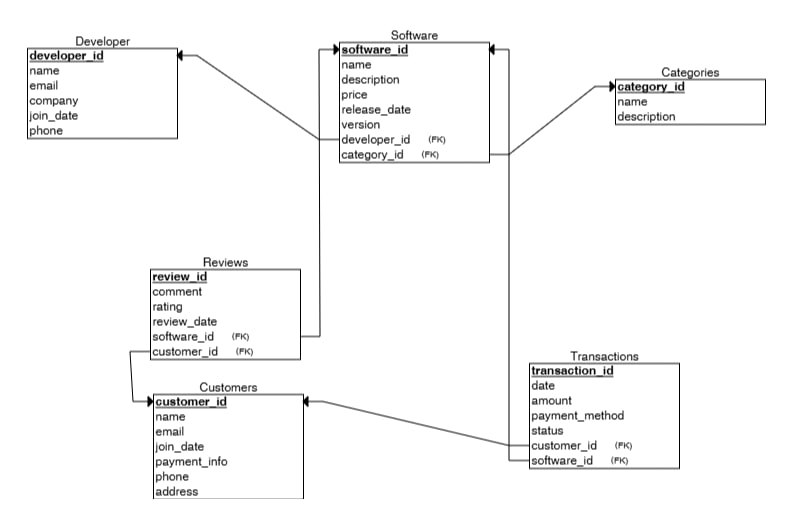 Developer
developer_id
name
email
company
join_date
phone
Software
software_id
name
description
price
release_date
version
developer_id (FK)
category_id (FK)
Categories
category_id
name
description
Reviews
review_id
comment
rating
review_date
software_id (FK)
customer_id (FK)
Customers
customer_id
name
email
join_date
payment_info
phone
address
Transactions
transaction_id
date
amount
payment_method
status
customer_id (FK)
software_id (FK)